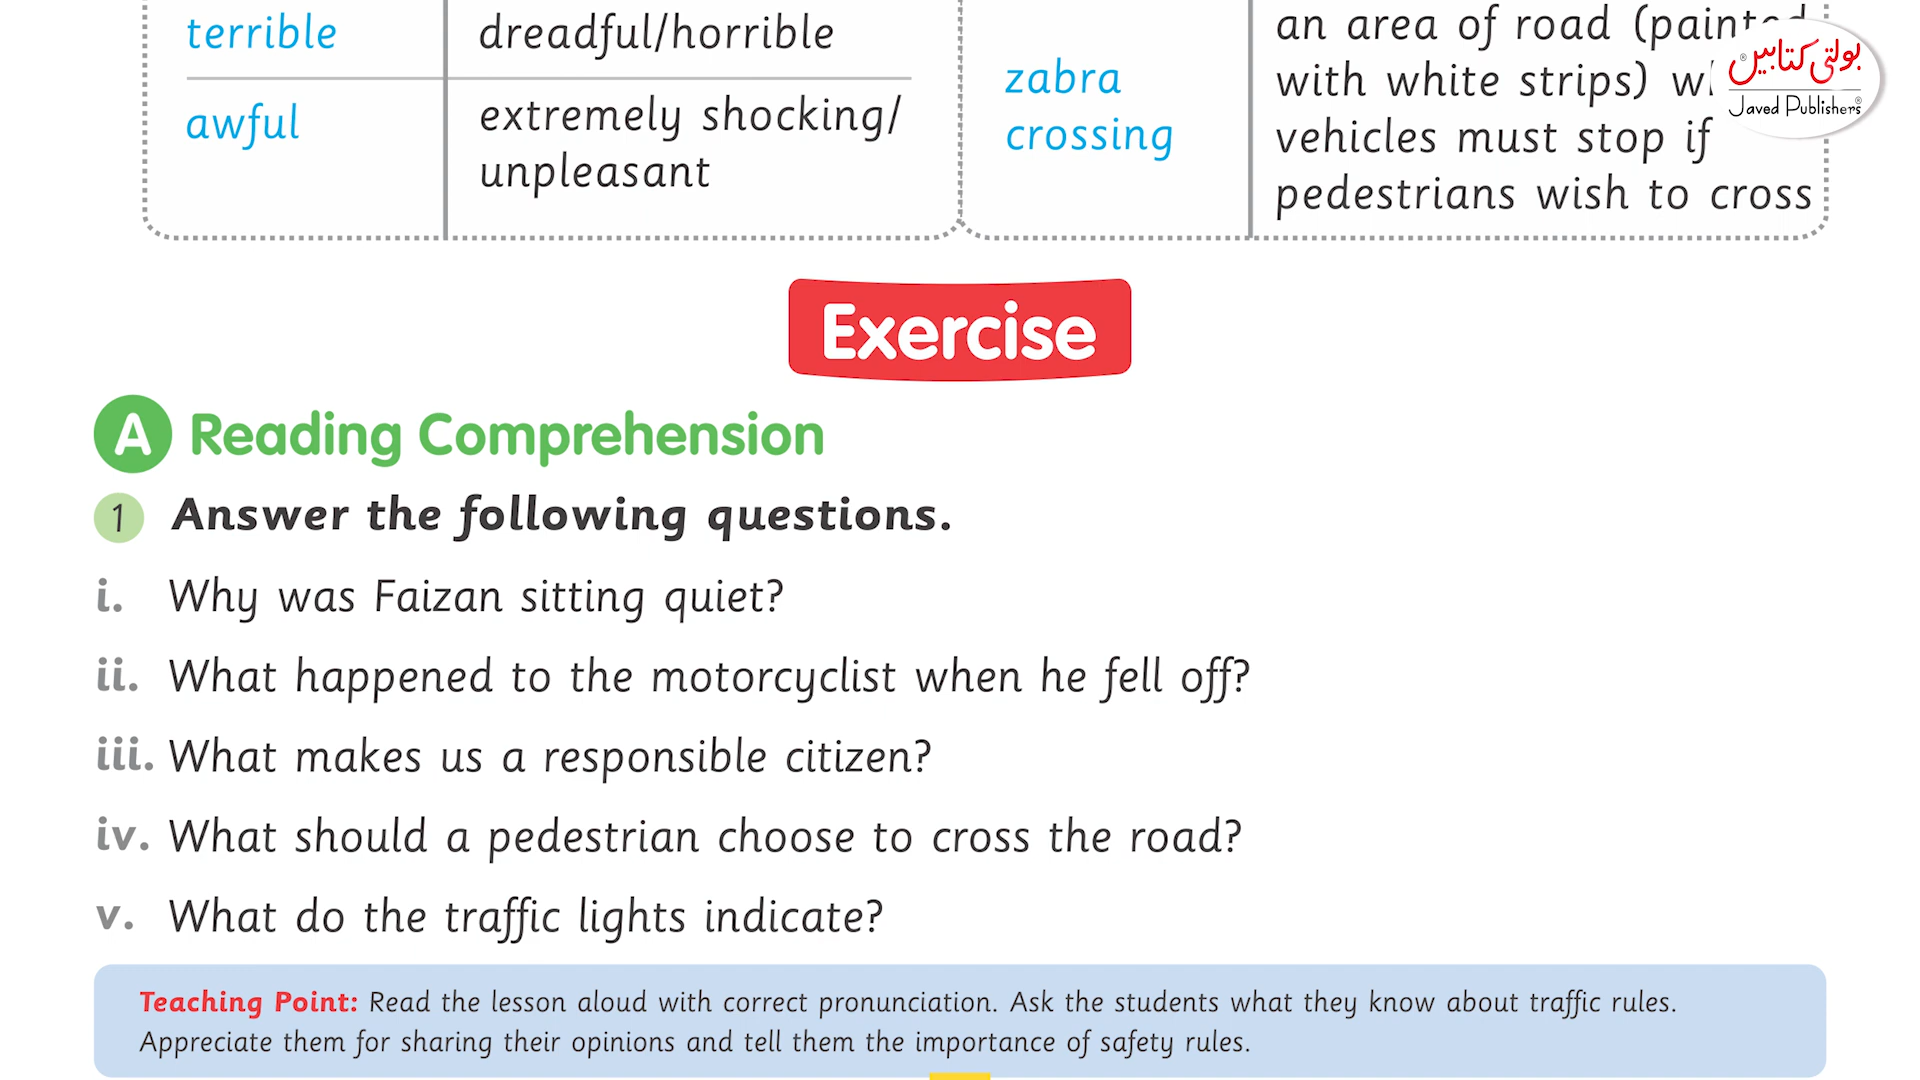 terrible
dreadful/horrible
awful
extremely shocking/
unpleasant
zabra
crossing
an area of road (painted
with white strips)
vehicles must stop if
pedestrians wish to cross
بولتی کتابیں
Javed Publishers
Exercise
A Reading Comprehension
1 Answer the following questions.
i. Why was Faizan sitting quiet?
ii. What happened to the motorcyclist when he fell off?
iii. What makes us a responsible citizen?
iv. What should a pedestrian choose to cross the road?
v. What do the traffic lights indicate?
Teaching Point: Read the lesson aloud with correct pronunciation. Ask the students what they know about traffic rules.
Appreciate them for sharing their opinions and tell them the importance of safety rules.